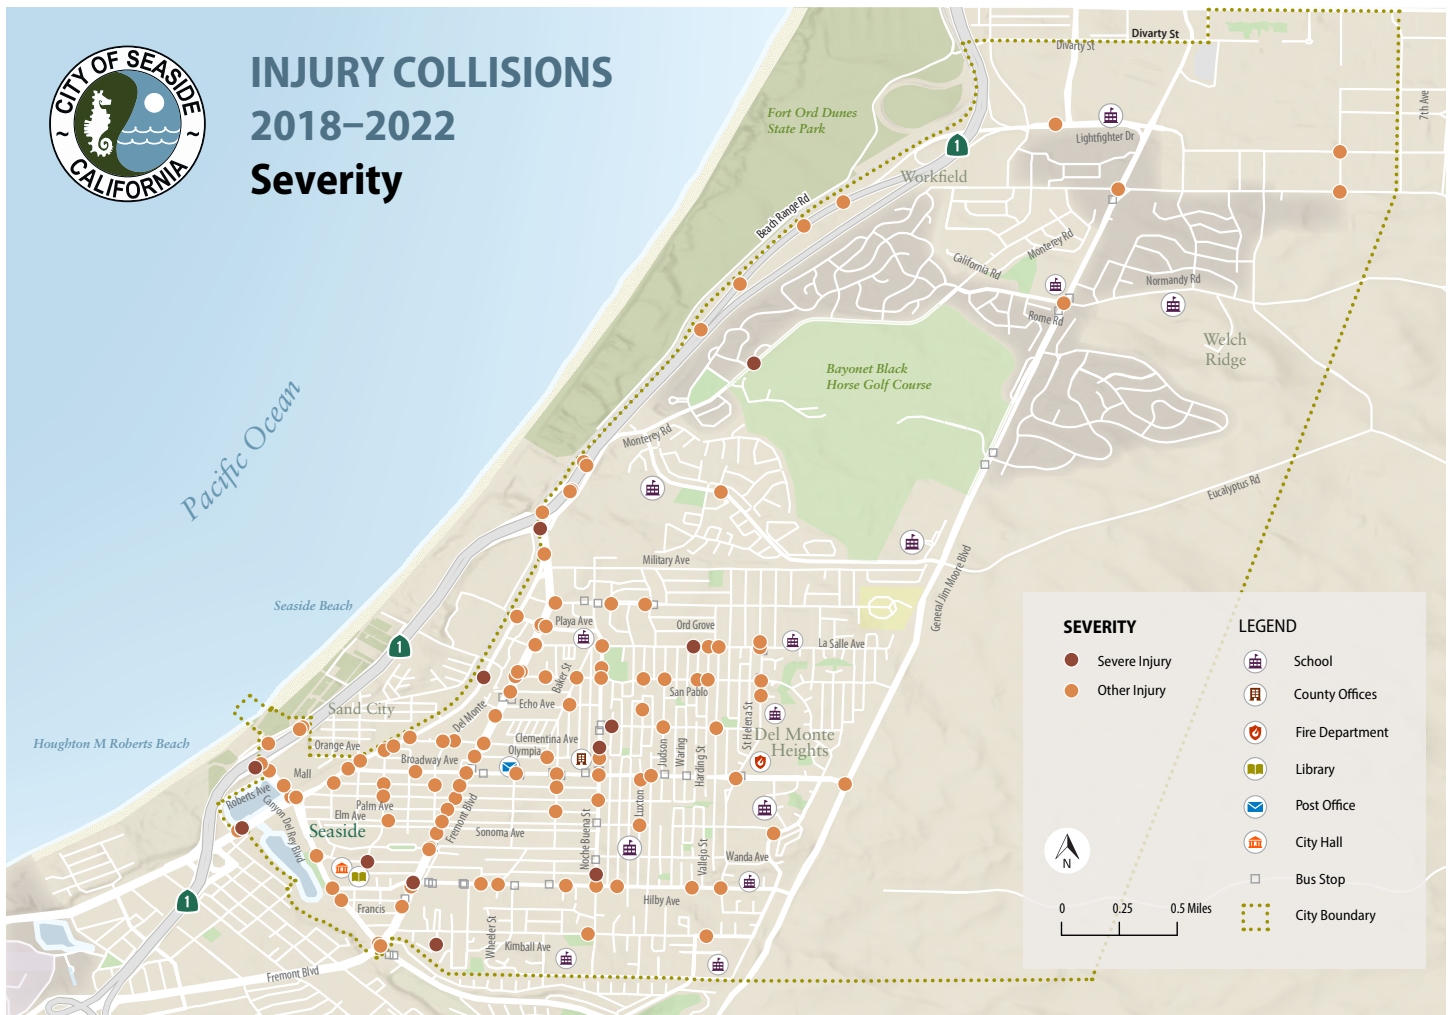 CITY OF SEASIDE
~ CALIFORNIA ~
INJURY COLLISIONS
2018–2022
Severity
Divarty St
Divarty St
7th Ave
Fort Ord Dunes
State Park
Lightfighter Dr
1
Workfield
Beach Range Rd
Monterey Rd
California Rd
Normandy Rd
Rome Rd
Welch
Ridge
Bayonet Black
Horse Golf Course
Pacific Ocean
Monterey Rd
Eucalyptus Rd
Military Ave
General Jim Moore Blvd
Seaside Beach
1
Playa Ave
Ord Grove
La Salle Ave
Baker St
San Pablo
Sand City
Del Monte
Echo Ave
St Helena St
Del Monte
Heights
Houghton M Roberts Beach
Orange Ave
Clementina Ave
Olympia
Broadway Ave
Judson
Waring
Harding St
Mall
Roberts Ave
Canyon Del Rey Blvd
Palm Ave
Elm Ave
Fremont Blvd
Luxton
Seaside
Sonoma Ave
Noche Buena St
Vallejo St
Wanda Ave
1
Francis
Hilby Ave
Wheeler St
Kimball Ave
Fremont Blvd
SEVERITY
Severe Injury
Other Injury
LEGEND
School
County Offices
Fire Department
Library
Post Office
City Hall
Bus Stop
City Boundary
N
0 0.25 0.5 Miles